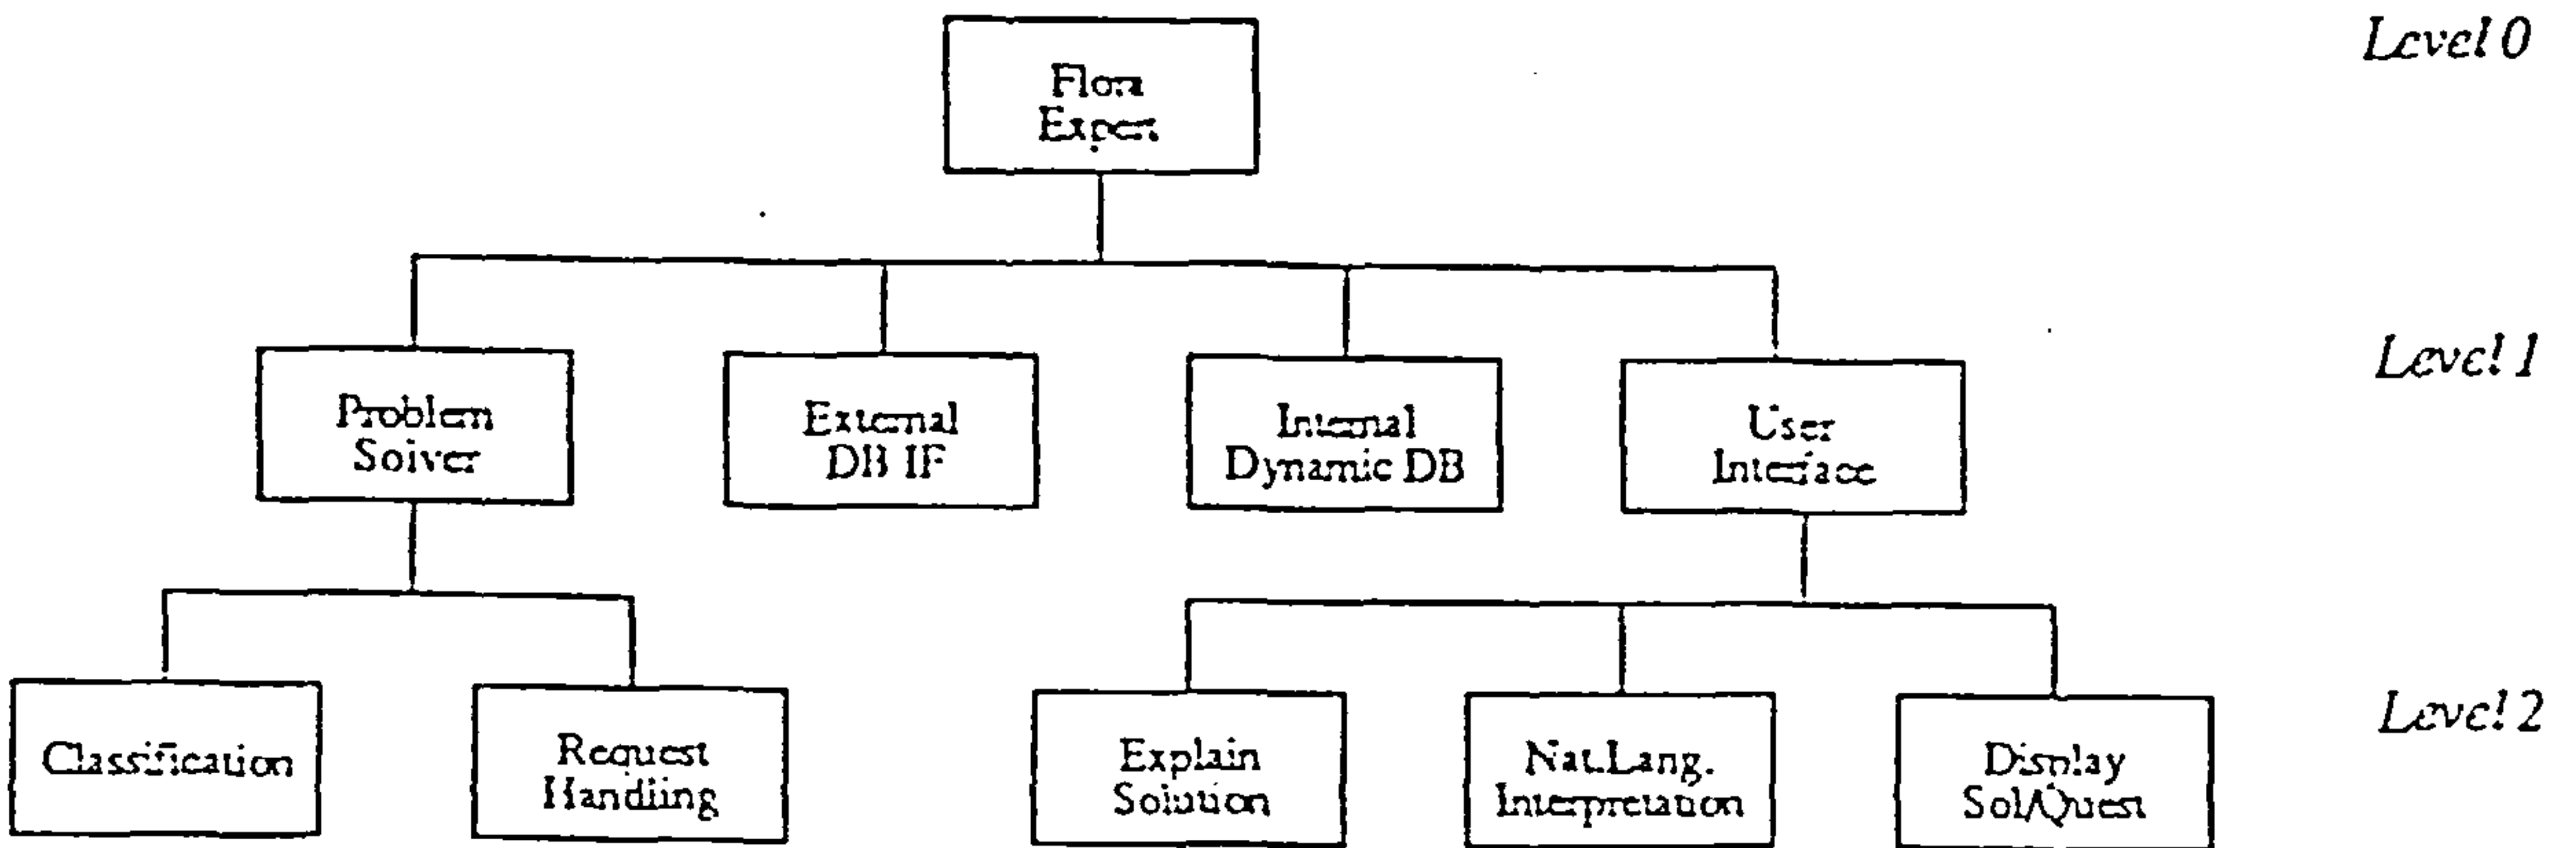 Level 0
Flora
Expert
Level 1
Problem
Solver
External
DB IF
Internal
Dynamic DB
User
Interface
Level 2
Classification
Request
Handling
Explain
Solution
Nat.Lang.
Interpretation
Display
Sol/Quest